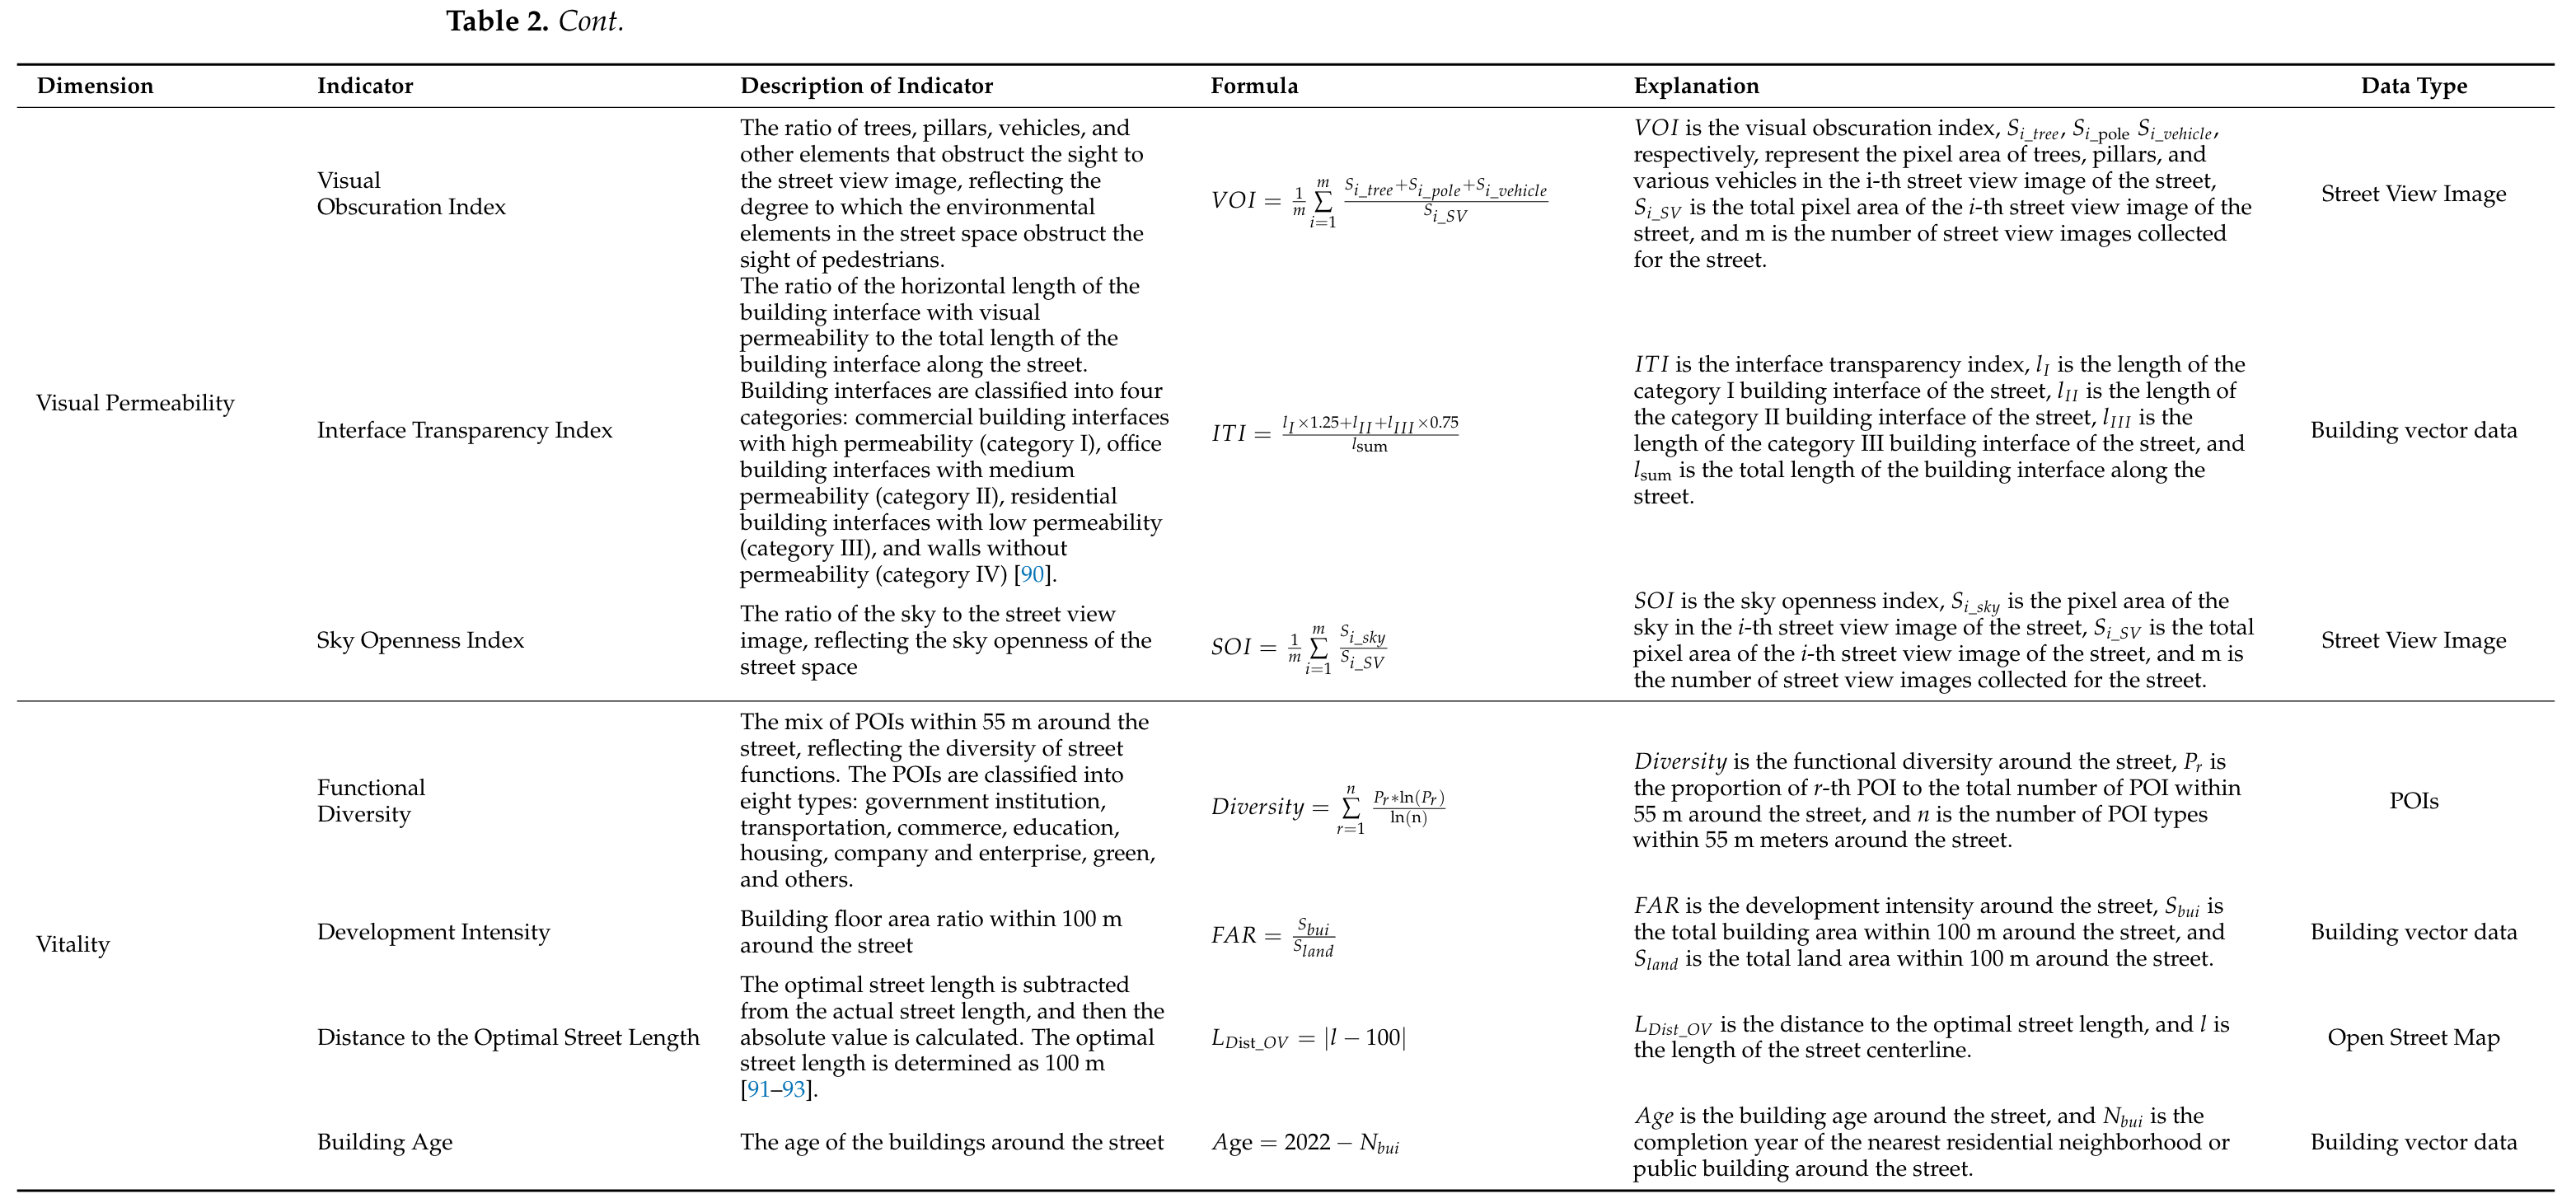 Table 2. Cont.
Dimension Indicator Description of Indicator Formula Explanation Data Type
Visual Permeability
Visual
Obscuration Index
The ratio of trees, pillars, vehicles, and
other elements that obstruct the sight to
the street view image, reflecting the
degree to which the environmental
elements in the street space obstruct the
sight of pedestrians.
VOI = \frac{1}{m} \sum_{i=1}^{m} \frac{S_{i\_tree}+S_{i\_pole}+S_{i\_vehicle}}{S_{i\_SV}}
VOI is the visual obscuration index, S_{i\_tree}, S_{i\_pole} S_{i\_vehicle},
respectively, represent the pixel area of trees, pillars, and
various vehicles in the i-th street view image of the street,
S_{i\_SV} is the total pixel area of the i-th street view image of the
street, and m is the number of street view images collected
for the street.
Street View Image
Interface Transparency Index
The ratio of the horizontal length of the
building interface with visual
permeability to the total length of the
building interface along the street.
Building interfaces are classified into four
categories: commercial building interfaces
with high permeability (category I), office
building interfaces with medium
permeability (category II), residential
building interfaces with low permeability
(category III), and walls without
permeability (category IV) [90].
ITI = \frac{l_I×1.25+l_{II}+l_{III}×0.75}{l_{sum}}
ITI is the interface transparency index, l_I is the length of the
category I building interface of the street, l_{II} is the length of
the category II building interface of the street, l_{III} is the
length of the category III building interface of the street, and
l_{sum} is the total length of the building interface along the
street.
Building vector data
Sky Openness Index
The ratio of the sky to the street view
image, reflecting the sky openness of the
street space
SOI = \frac{1}{m} \sum_{i=1}^{m} \frac{S_{i\_sky}}{S_{i\_SV}}
SOI is the sky openness index, S_{i\_sky} is the pixel area of the
sky in the i-th street view image of the street, S_{i\_SV} is the total
pixel area of the i-th street view image of the street, and m is
the number of street view images collected for the street.
Street View Image
Vitality
Functional
Diversity
The mix of POIs within 55 m around the
street, reflecting the diversity of street
functions. The POIs are classified into
eight types: government institution,
transportation, commerce, education,
housing, company and enterprise, green,
and others.
Diversity = \sum_{r=1}^{n} \frac{P_r*ln(P_r)}{ln(n)}
Diversity is the functional diversity around the street, P_r is
the proportion of r-th POI to the total number of POI within
55 m around the street, and n is the number of POI types
within 55 m meters around the street.
POIs
Development Intensity
Building floor area ratio within 100 m
around the street
FAR = \frac{S_{bui}}{S_{land}}
FAR is the development intensity around the street, S_{bui} is
the total building area within 100 m around the street, and
S_{land} is the total land area within 100 m around the street.
Building vector data
Distance to the Optimal Street Length
The optimal street length is subtracted
from the actual street length, and then the
absolute value is calculated. The optimal
street length is determined as 100 m
[91–93].
L_{Dist\_OV} = |l − 100|
L_{Dist\_OV} is the distance to the optimal street length, and l is
the length of the street centerline.
Open Street Map
Building Age
The age of the buildings around the street
Age = 2022 − N_{bui}
Age is the building age around the street, and N_{bui} is the
completion year of the nearest residential neighborhood or
public building around the street.
Building vector data